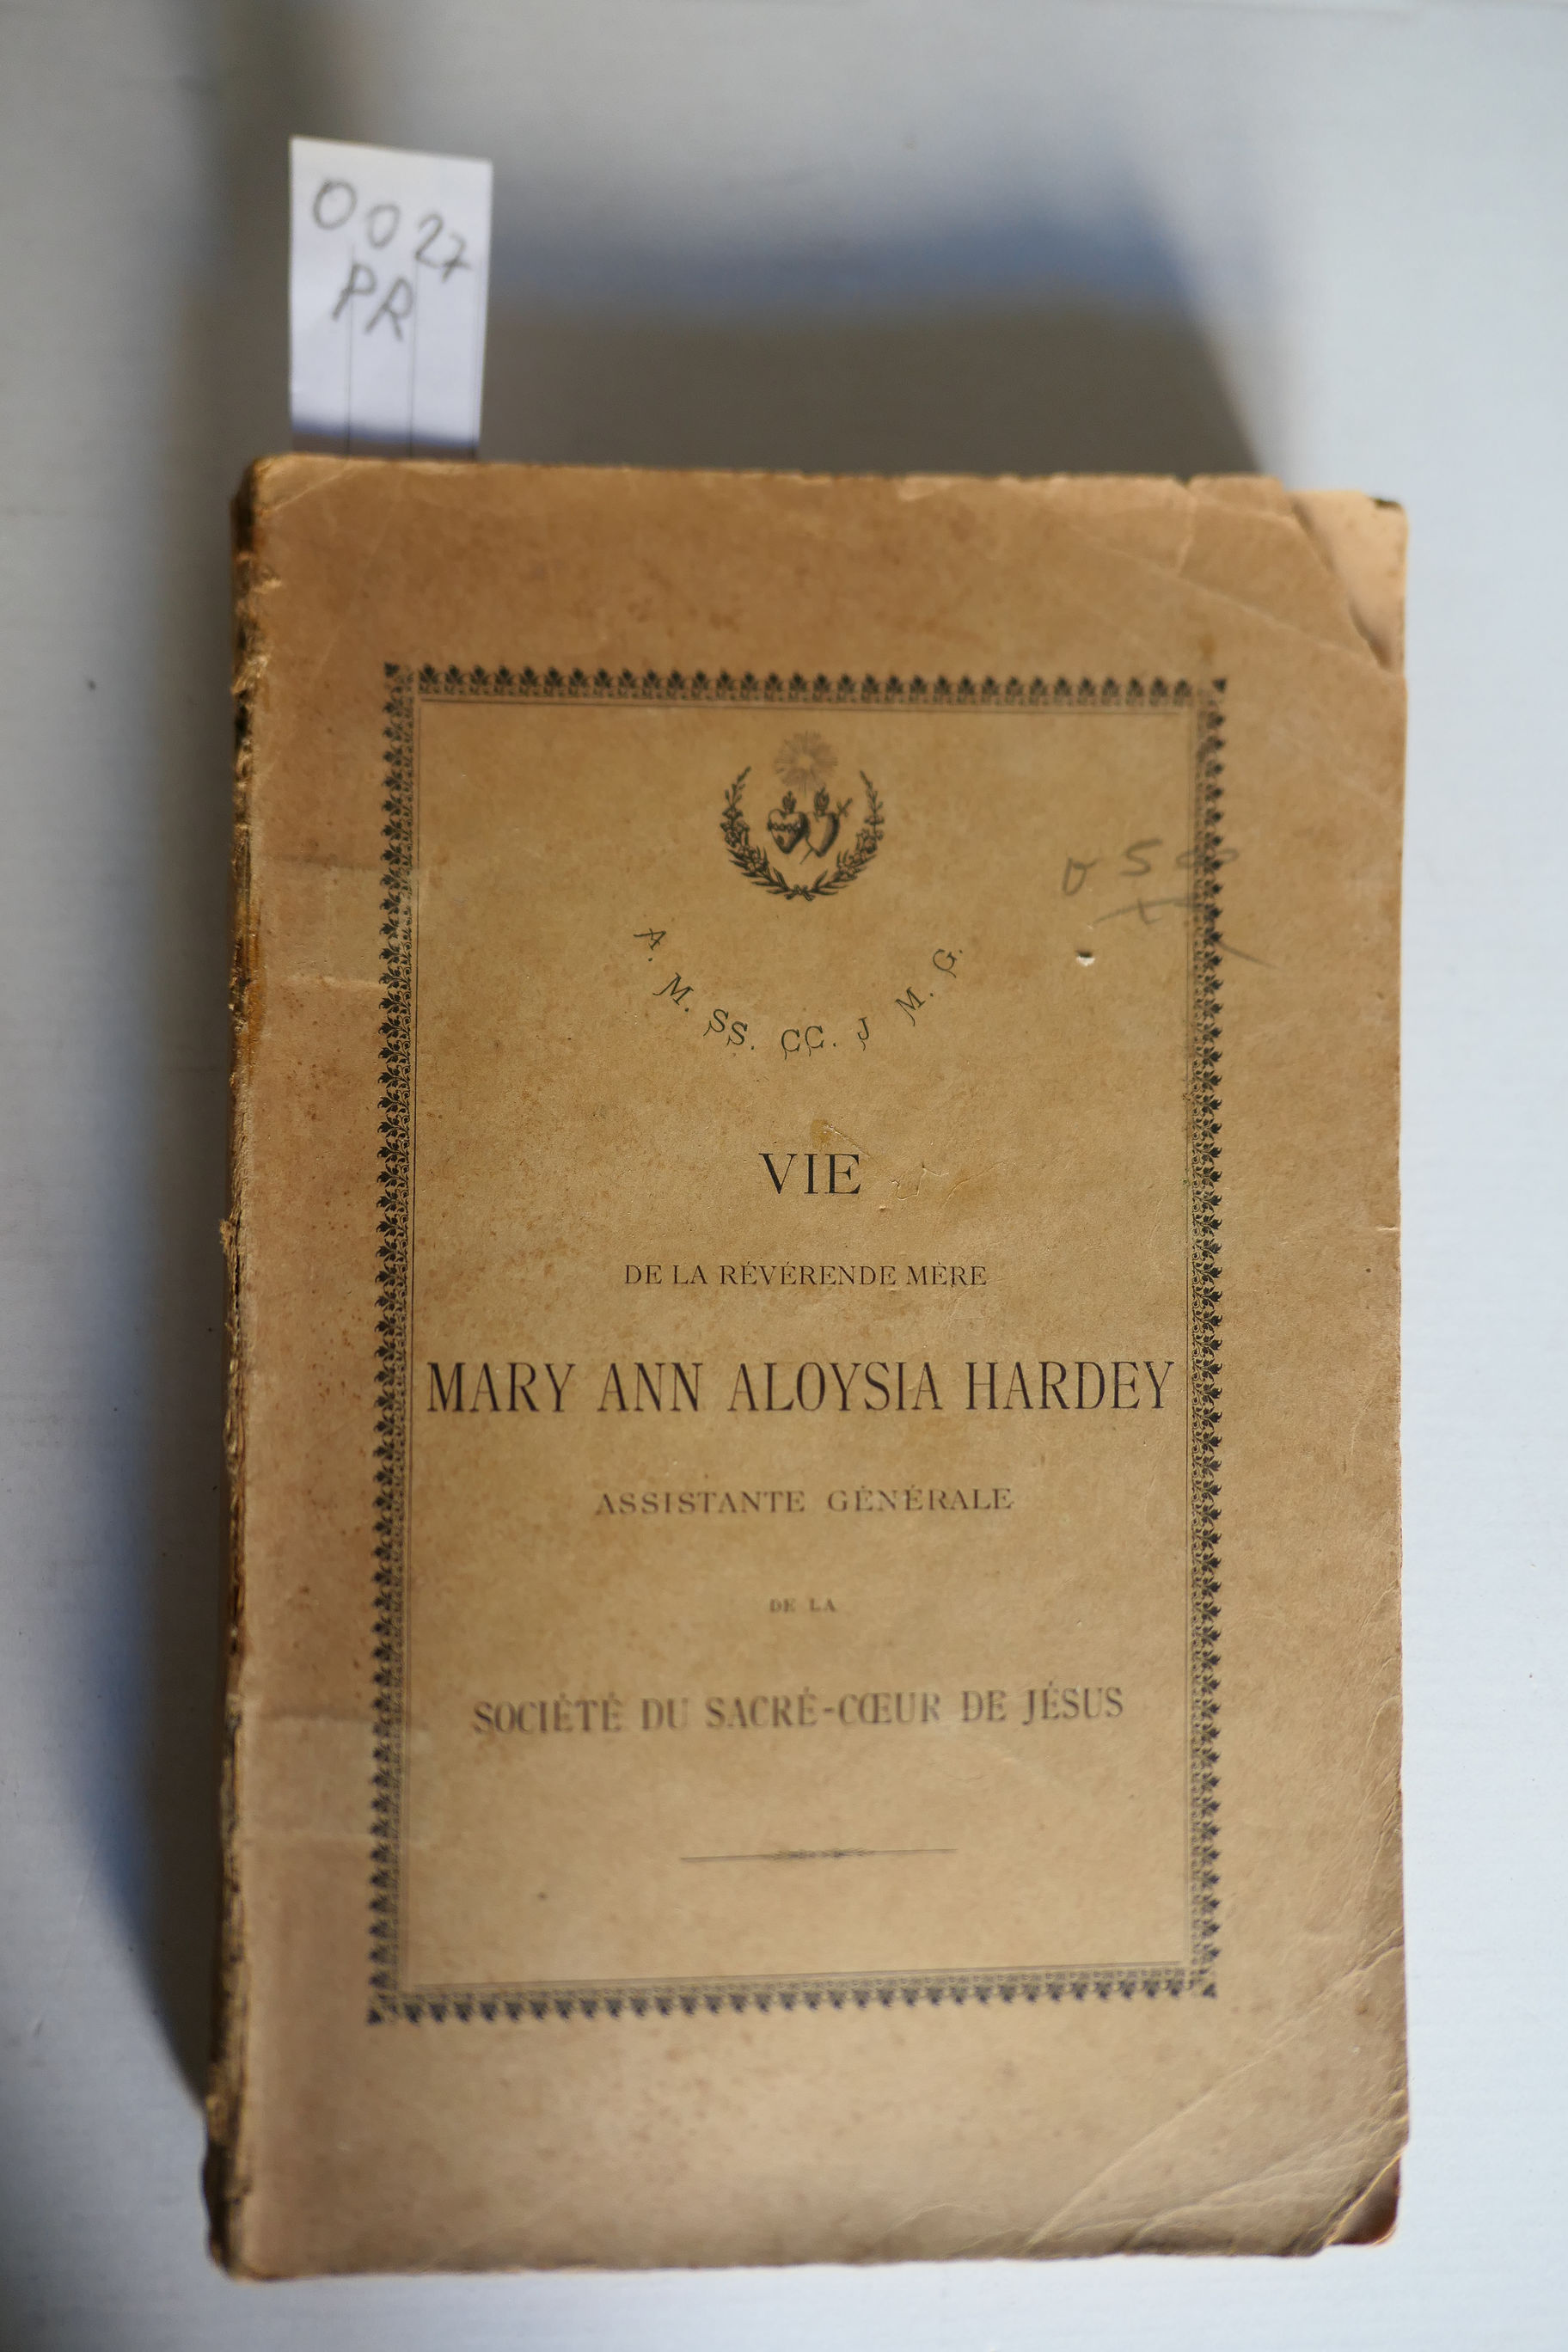 0027
PR
A. M. SS. CC. J M. G.
VIE
DE LA RÉVÉRENDE MÈRE
MARY ANN ALOYSIA HARDEY
ASSISTANTE GÉNÉRALE
DE LA
SOCIÉTÉ DU SACRÉ-CŒUR DE JÉSUS